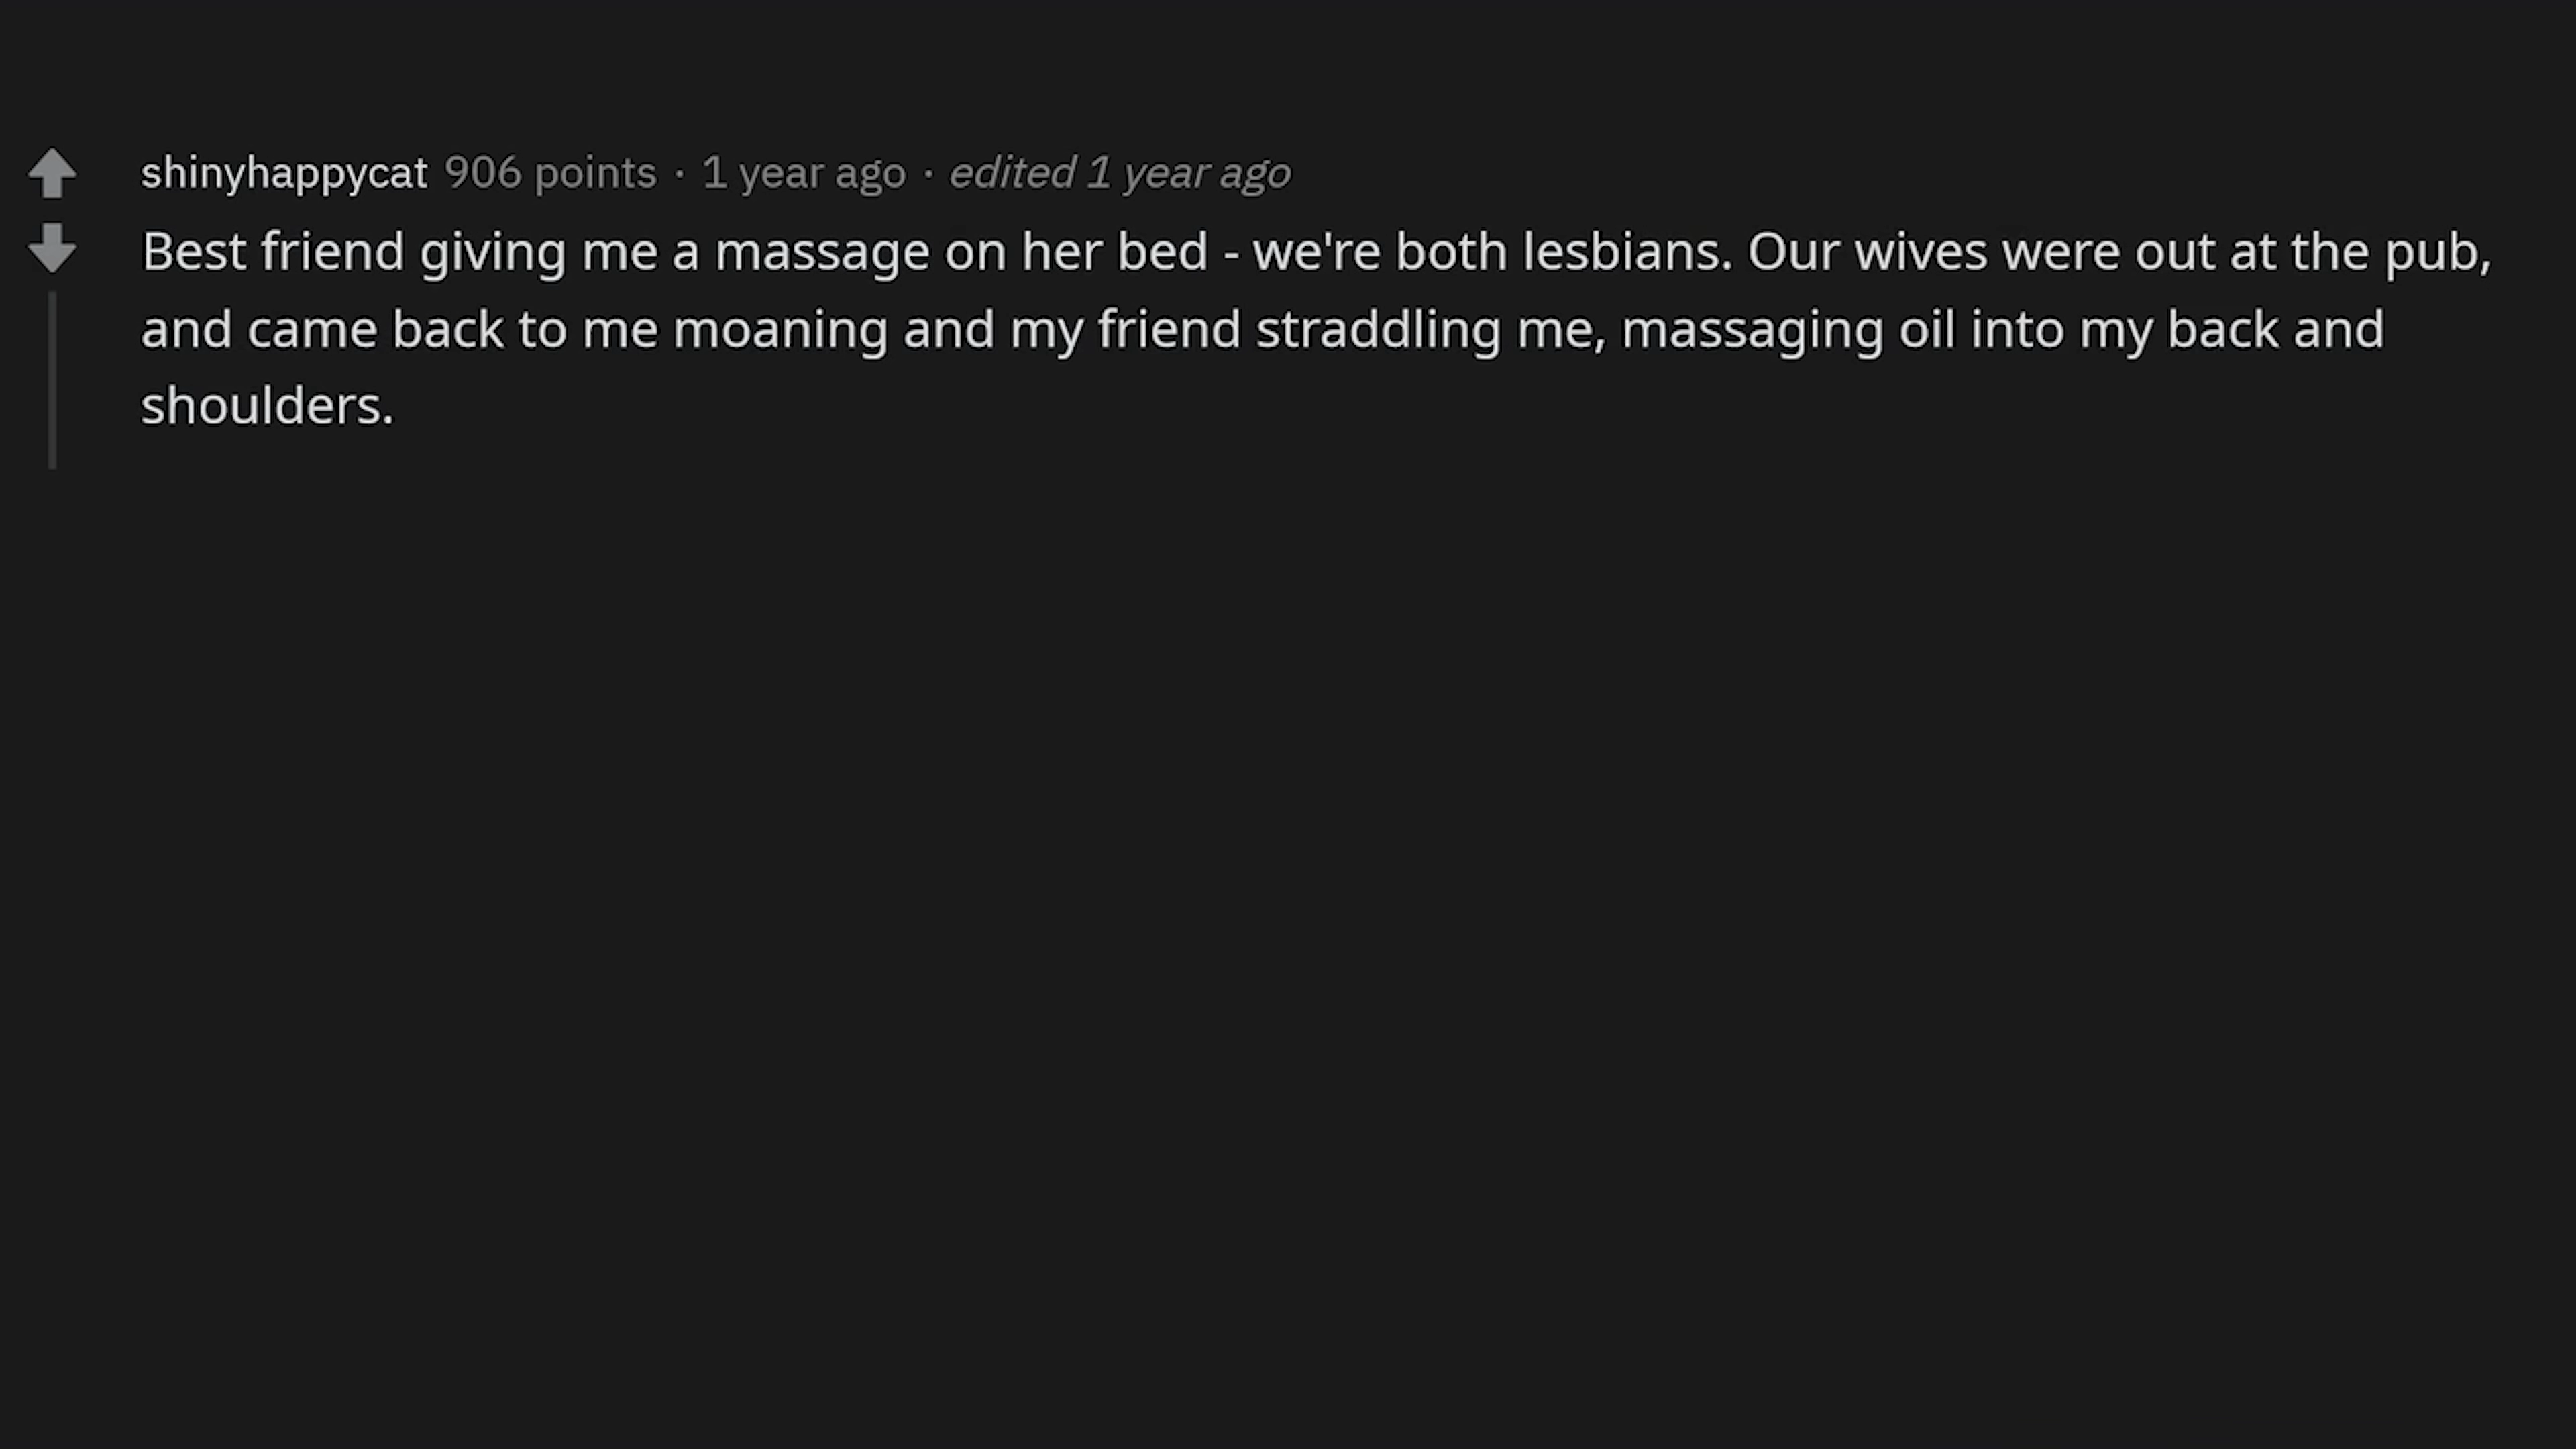 shinyhappycat 906 points · 1 year ago · edited 1 year ago
Best friend giving me a massage on her bed - we're both lesbians. Our wives were out at the pub,
and came back to me moaning and my friend straddling me, massaging oil into my back and
shoulders.